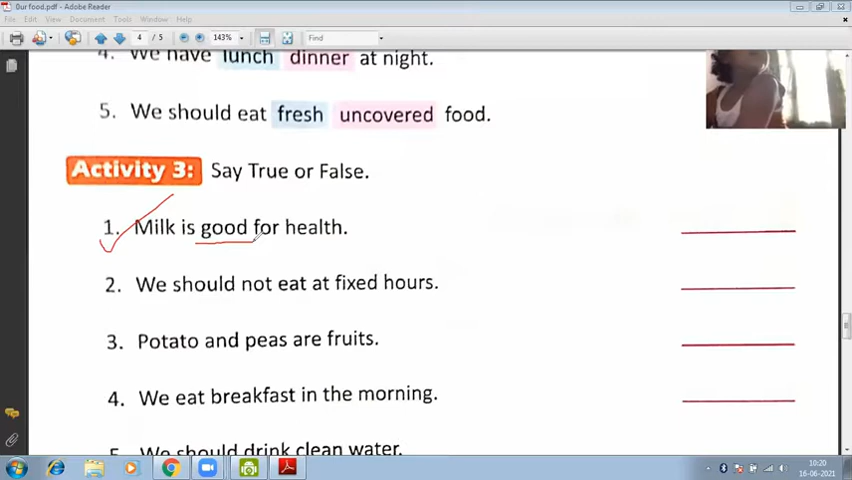 Our food.pdf - Adobe Reader
File Edit View Document Tools Window Help
4 / 5 143% Find
4. We have lunch dinner at night.
5. We should eat fresh uncovered food.
Activity 3: Say True or False.
1. Milk is good for health.
2. We should not eat at fixed hours.
3. Potato and peas are fruits.
4. We eat breakfast in the morning.
5. We should drink clean water.
10:20
16-06-2021